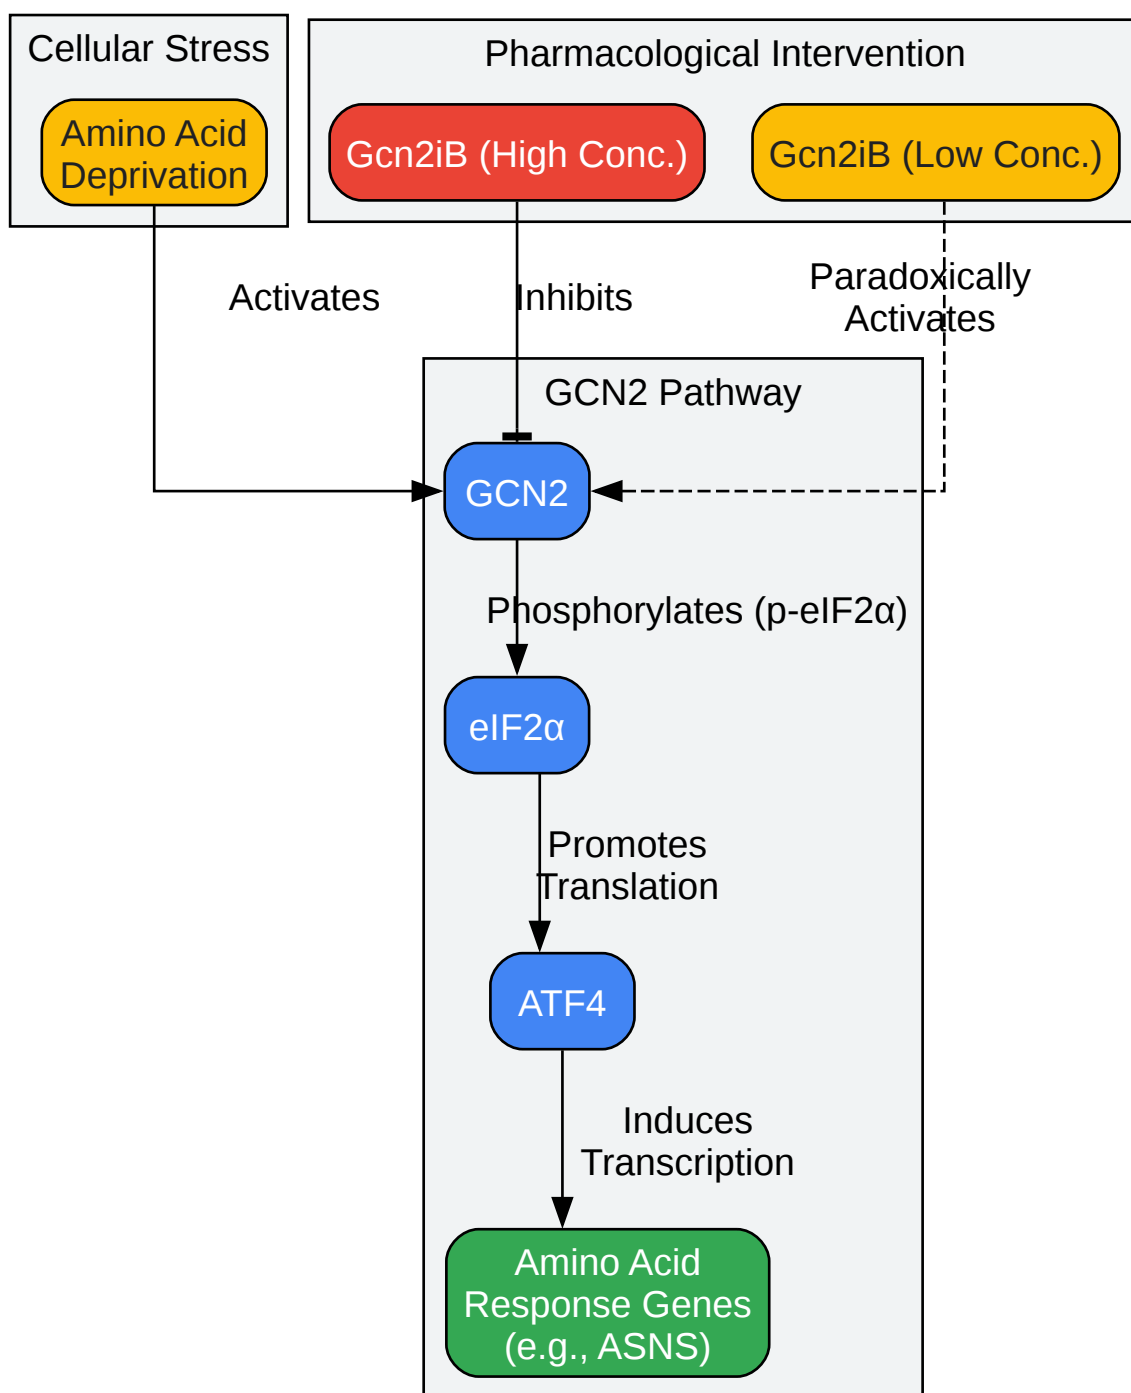 Cellular Stress
Amino Acid
Deprivation
Pharmacological Intervention
Gcn2iB (High Conc.)
Gcn2iB (Low Conc.)
Activates
Inhibits
Paradoxically
Activates
GCN2 Pathway
GCN2
Phosphorylates (p-eIF2α)
eIF2α
Promotes
Translation
ATF4
Induces
Transcription
Amino Acid
Response Genes
(e.g., ASNS)